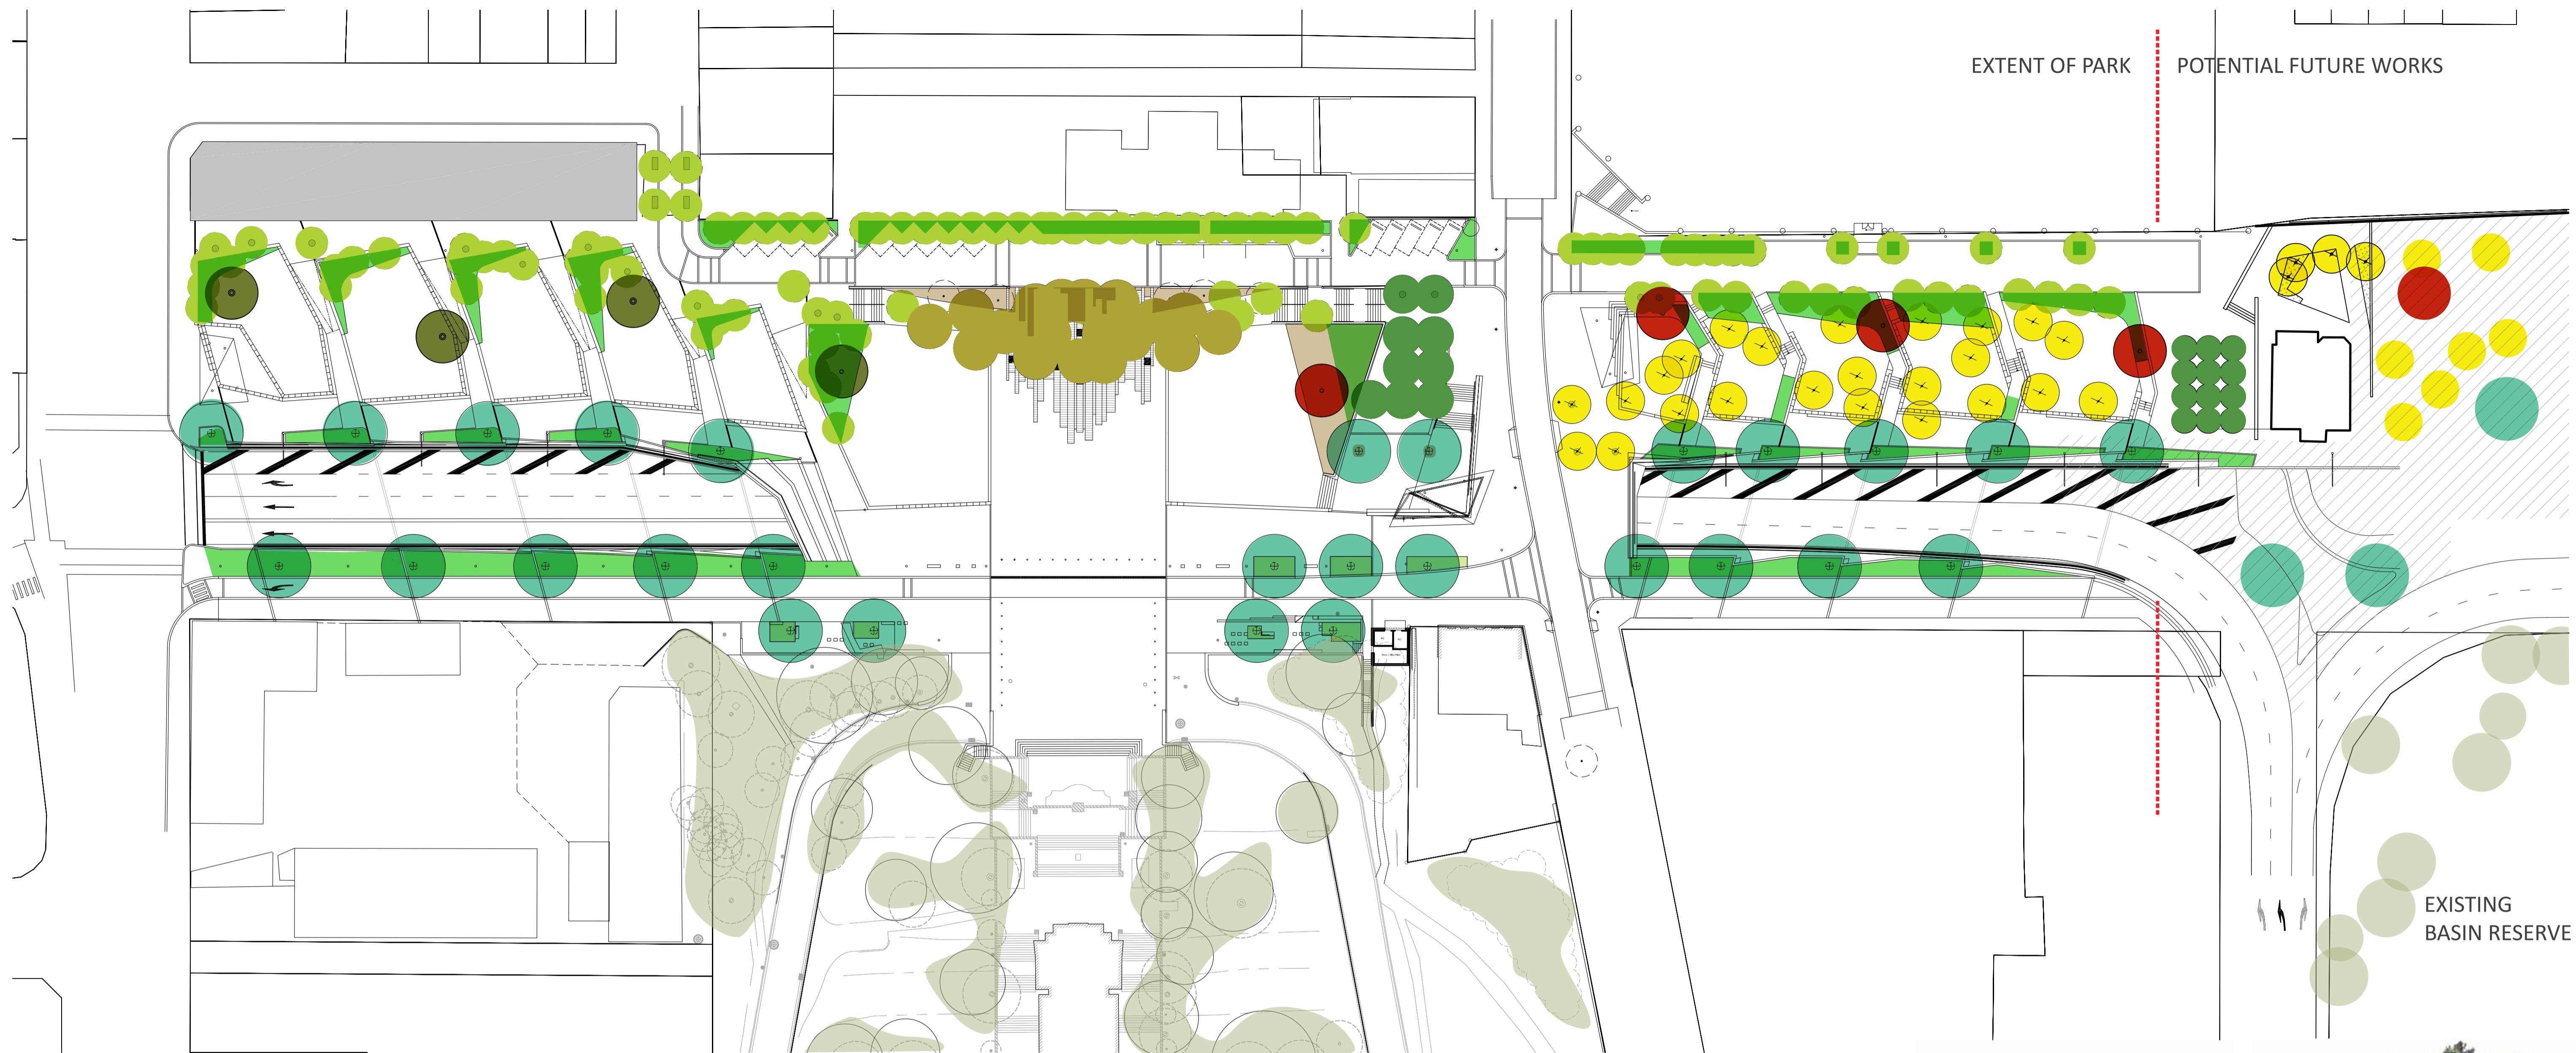 EXTENT OF PARK
POTENTIAL FUTURE WORKS
EXISTING
BASIN RESERVE